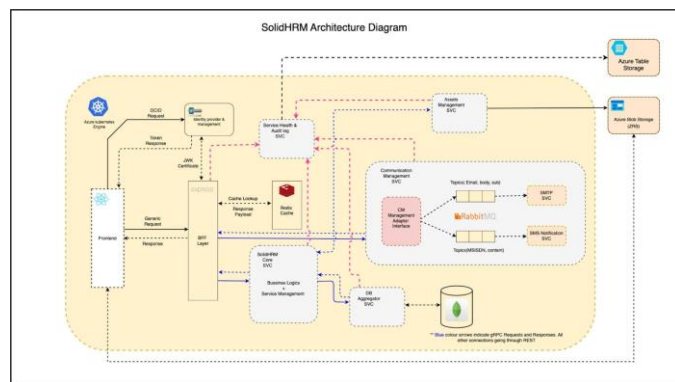 SolidHRM Architecture Diagram
Azure Table
Storage
Azure Blob Storage
(ZRS)
Azure kubernetes
Engine
OCIO
Request
Identity provider &
management
Token
Response
JWK
Certificate
Service Health &
Audit log
SVC
Assets
Management
SVC
Communication
Management
SVC
Topics( Email, body, sub)
SMTP
SVC
CM
Management
Adaptor
Interface
RabbitMQ
SMS Notification
SVC
Topics(MSISDN, content)
Frontend
Generic
Request
Response
BFF
Layer
Cache Lookup
Response
Payload
Redis
Cache
SolidHRM
Core
SVC
Bussines Logics
+
Service Management
DB
Aggregator
SVC
** Blue colour arrows indicate gRPC Requests and Responses. All
other connections going through REST